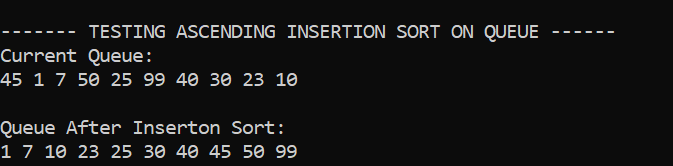 ------- TESTING ASCENDING INSERTION SORT ON QUEUE ------
Current Queue:
45 1 7 50 25 99 40 30 23 10
Queue After Inserton Sort:
1 7 10 23 25 30 40 45 50 99